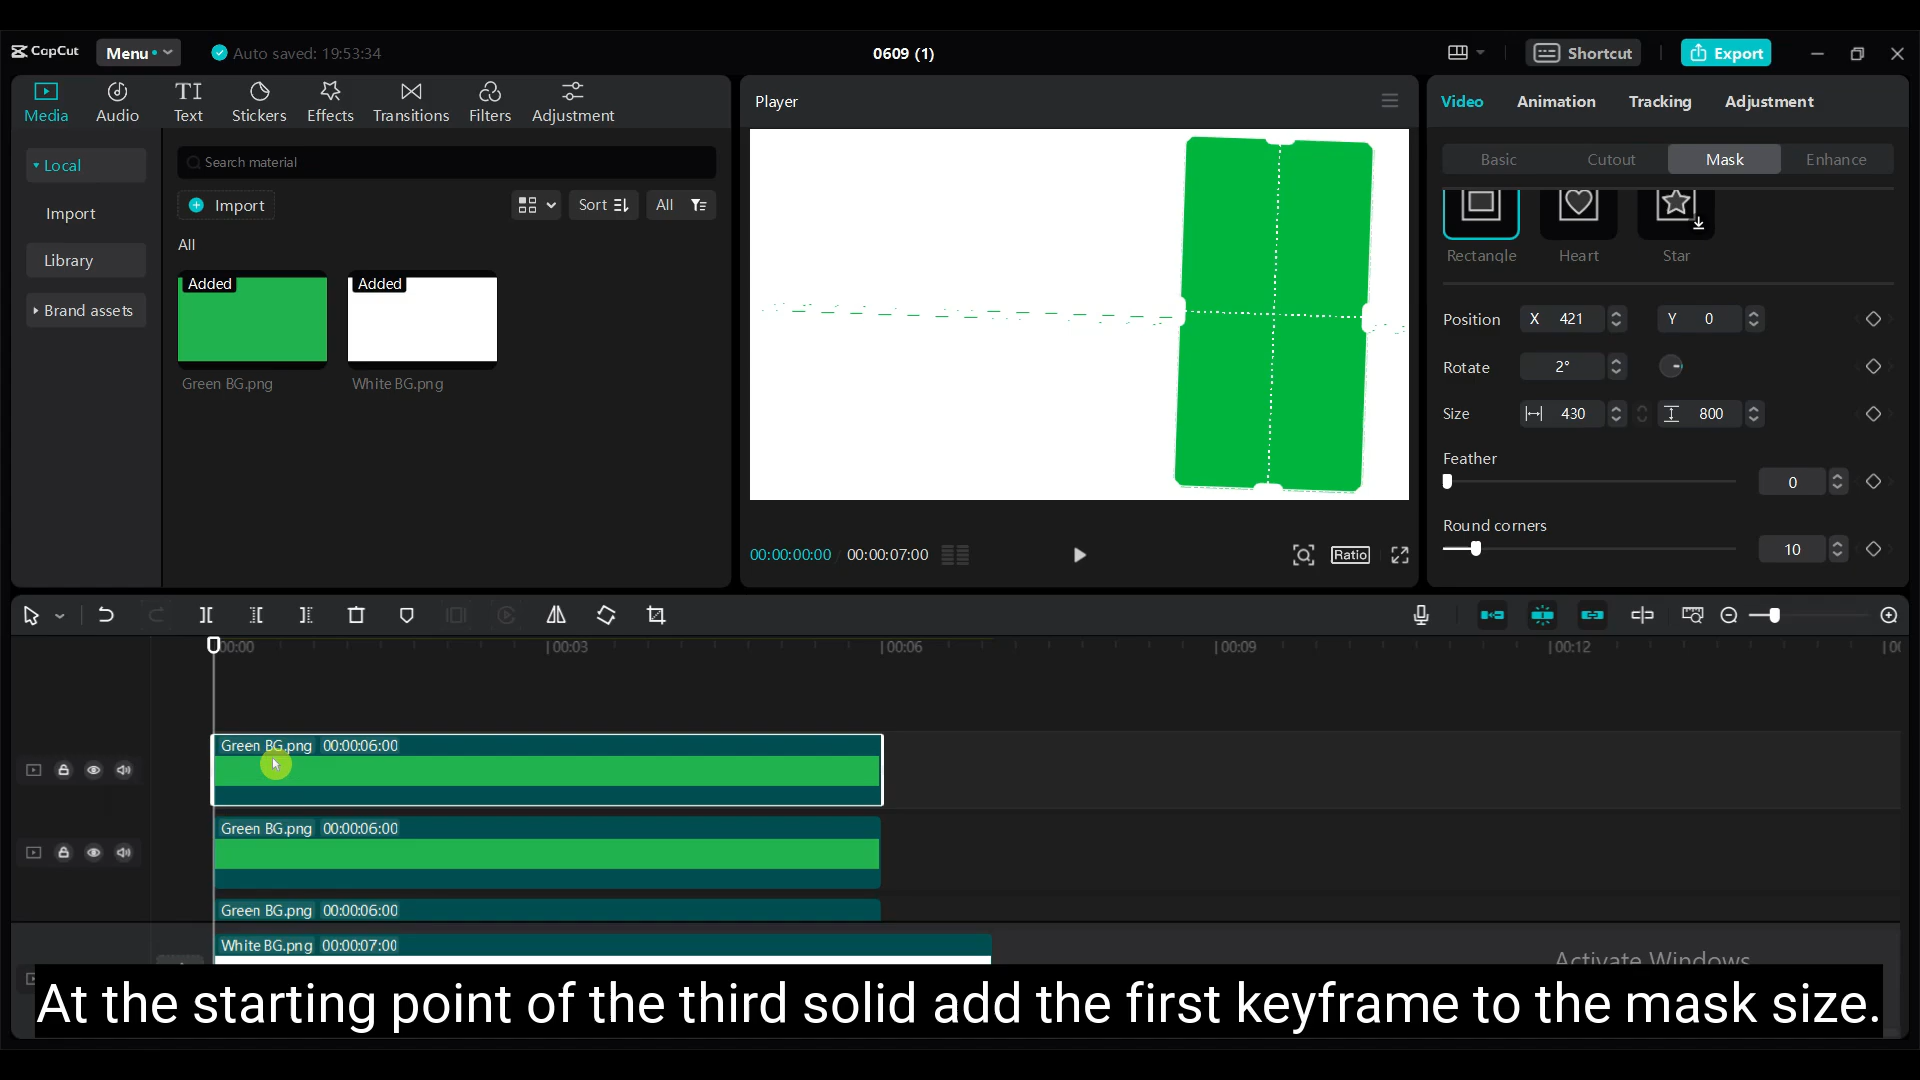 CapCut
Menu
Auto saved: 19:53:34
0609 (1)
Shortcut
Export
Media
Audio
Text
Stickers
Effects
Transitions
Filters
Adjustment
Local
Import
Library
Brand assets
Search material
Import
Sort
All
All
Added
Green BG.png
Added
White BG.png
Player
00:00:00:00
00:00:07:00
Ratio
Video
Animation
Tracking
Adjustment
Basic
Cutout
Mask
Enhance
Rectangle
Heart
Star
Position X 421 Y 0
Rotate 2°
Size 430 800
Feather
0
Round corners
10
00:00
00:03
00:06
00:09
00:12
Green BG.png 00:00:06:00
Green BG.png 00:00:06:00
Green BG.png 00:00:06:00
White BG.png 00:00:07:00
Activate Windows
At the starting point of the third solid add the first keyframe to the mask size.